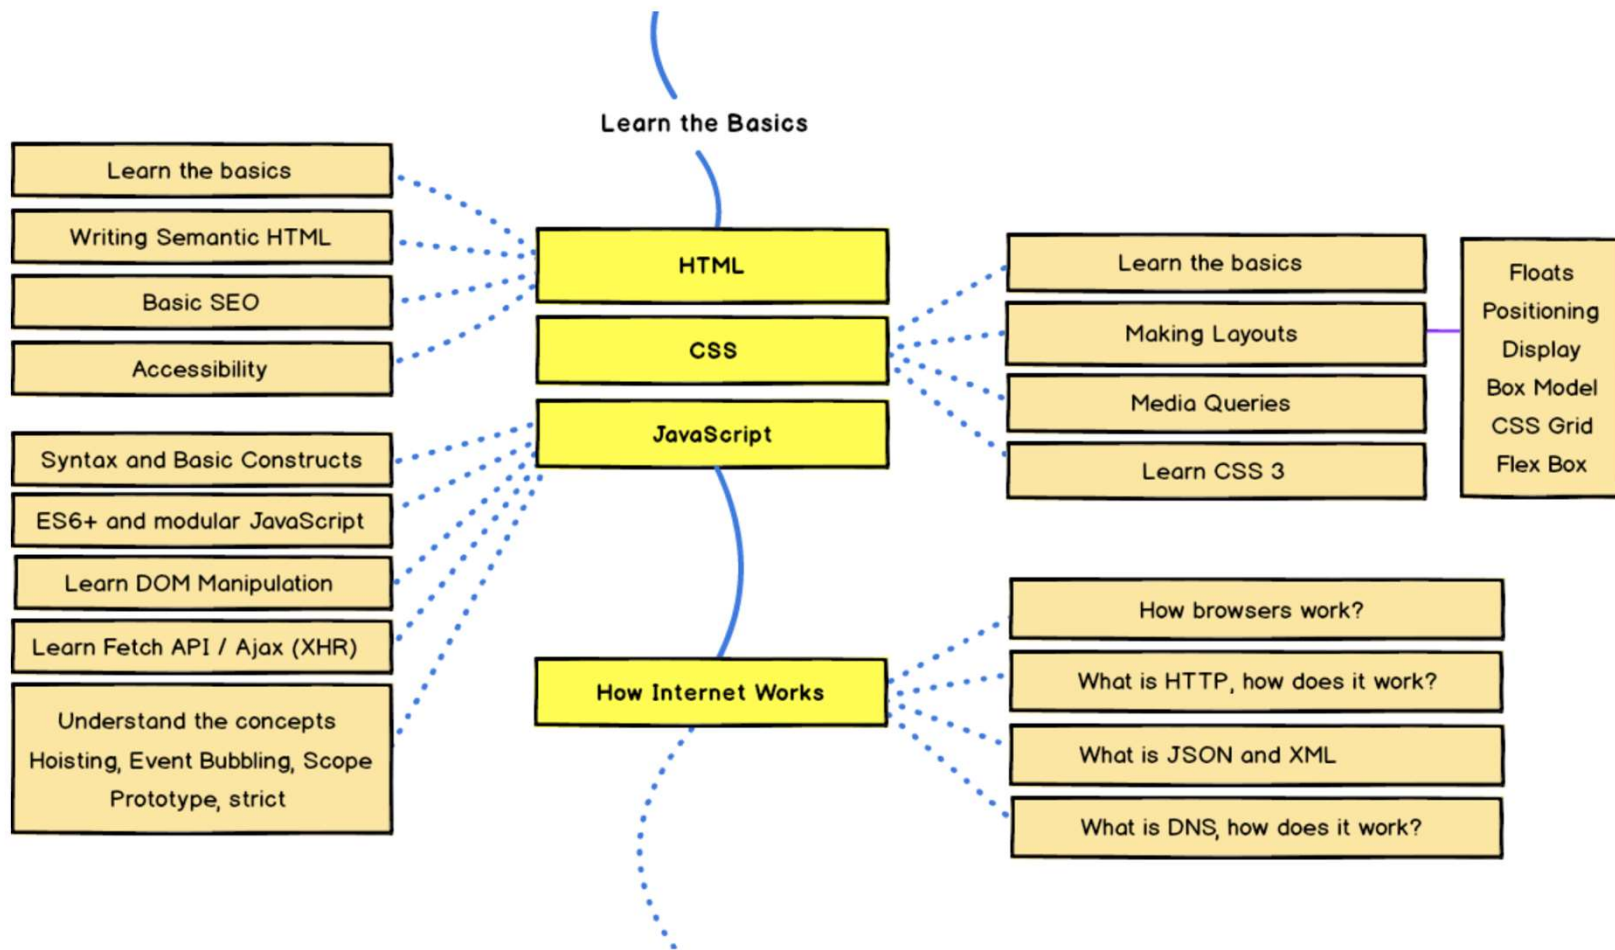 Learn the Basics
Learn the basics
Writing Semantic HTML
Basic SEO
Accessibility
HTML
CSS
JavaScript
Learn the basics
Making Layouts
Media Queries
Learn CSS 3
Floats
Positioning
Display
Box Model
CSS Grid
Flex Box
Syntax and Basic Constructs
ES6+ and modular JavaScript
Learn DOM Manipulation
Learn Fetch API / Ajax (XHR)
Understand the concepts
Hoisting, Event Bubbling, Scope
Prototype, strict
How Internet Works
How browsers work?
What is HTTP, how does it work?
What is JSON and XML
What is DNS, how does it work?